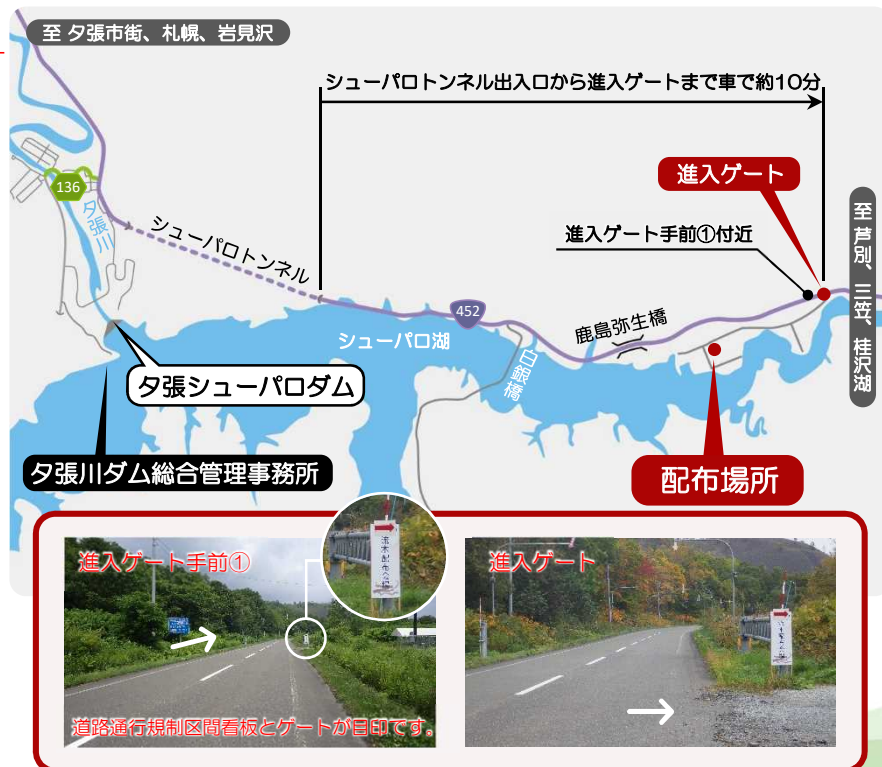 至 夕張市街、札幌、岩見沢
シューパロトンネル出入口から進入ゲートまで車で約10分
進入ゲート
136
夕張川
シューパロトンネル
進入ゲート手前①付近
至 芦別、三笠、桂沢湖
452
鹿島弥生橋
シューパロ湖
白銀橋
夕張シューパロダム
夕張川ダム総合管理事務所
配布場所
進入ゲート手前①
流木配布会場
進入ゲート
道路通行規制区間看板とゲートが目印です。